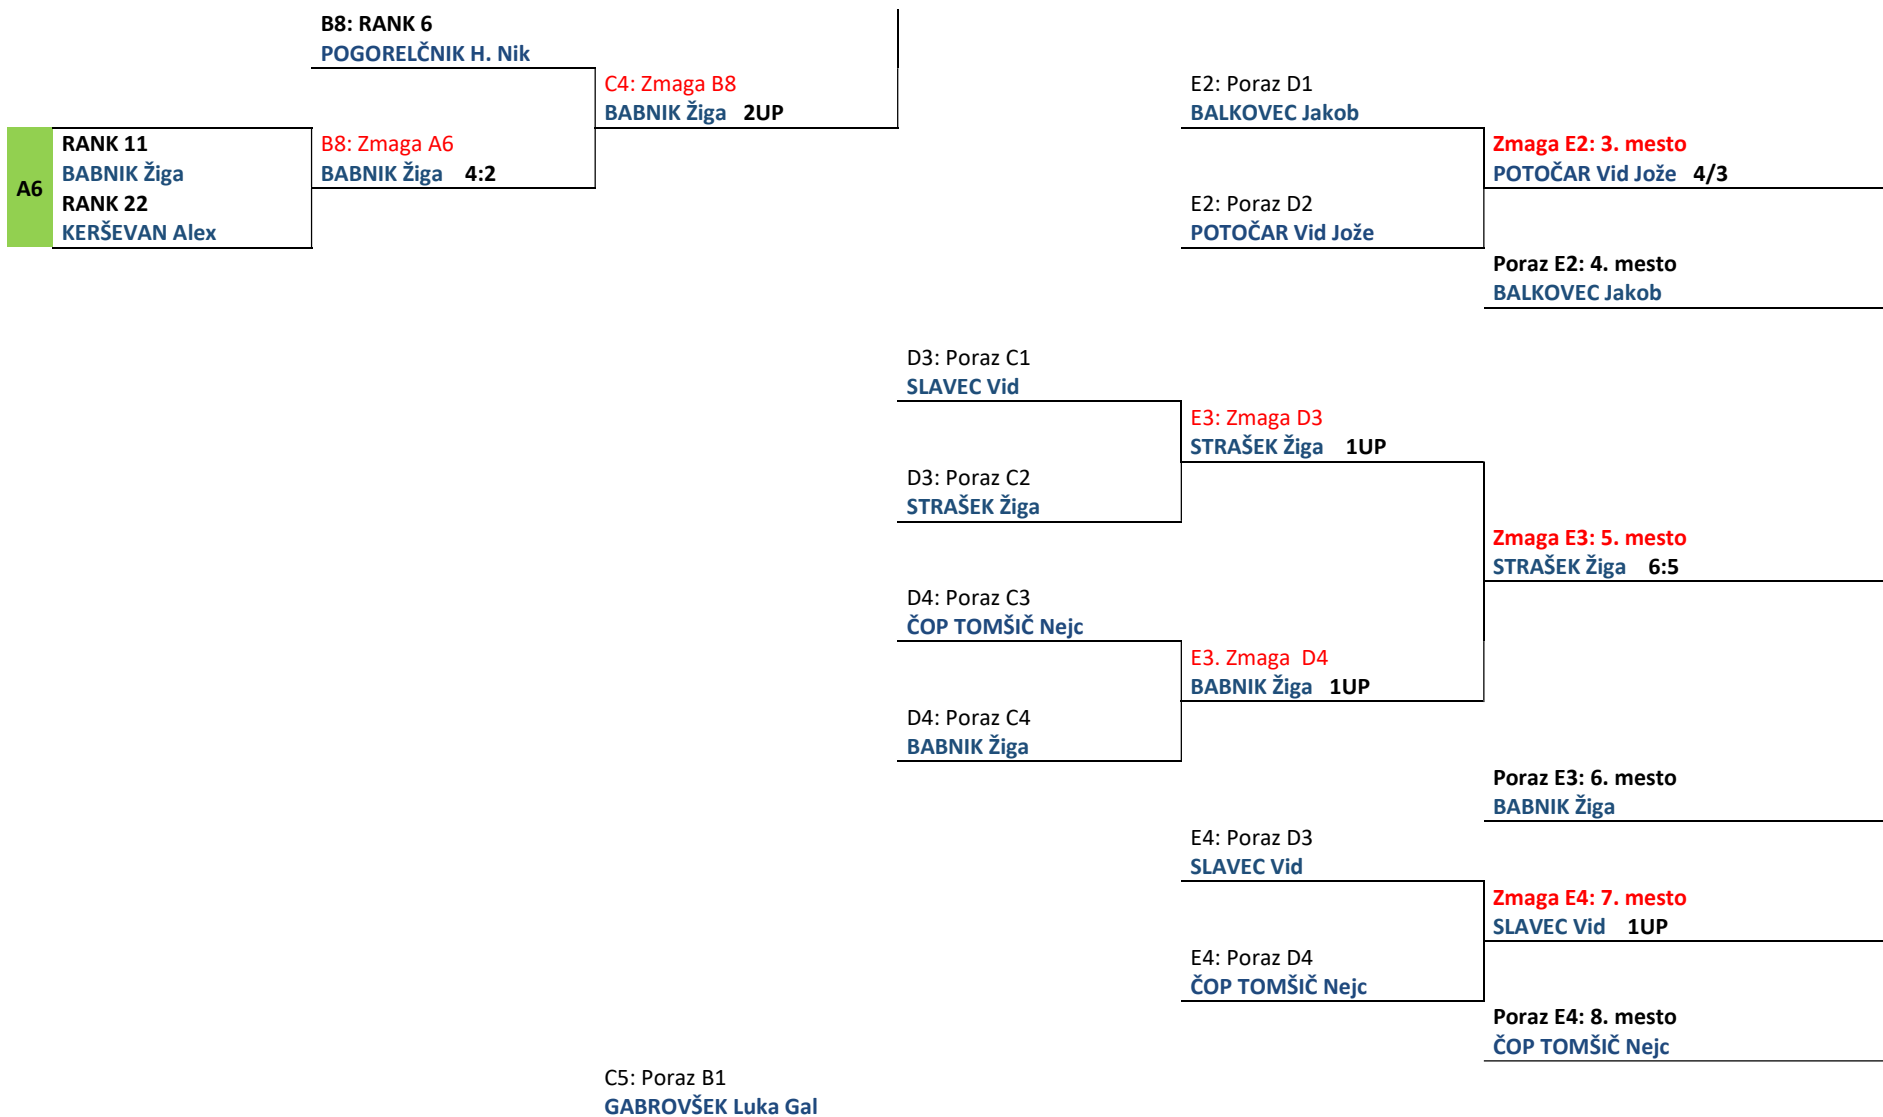 B8: RANK 6
POGORELČNIK H. Nik
C4: Zmaga B8
BABNIK Žiga 2UP
E2: Poraz D1
BALKOVEC Jakob
A6
RANK 11
BABNIK Žiga
RANK 22
KERŠEVAN Alex
B8: Zmaga A6
BABNIK Žiga 4:2
Zmaga E2: 3. mesto
POTOČAR Vid Jože 4/3
E2: Poraz D2
POTOČAR Vid Jože
Poraz E2: 4. mesto
BALKOVEC Jakob
D3: Poraz C1
SLAVEC Vid
E3: Zmaga D3
STRAŠEK Žiga 1UP
D3: Poraz C2
STRAŠEK Žiga
Zmaga E3: 5. mesto
STRAŠEK Žiga 6:5
D4: Poraz C3
ČOP TOMŠIČ Nejc
E3. Zmaga D4
BABNIK Žiga 1UP
D4: Poraz C4
BABNIK Žiga
Poraz E3: 6. mesto
BABNIK Žiga
E4: Poraz D3
SLAVEC Vid
Zmaga E4: 7. mesto
SLAVEC Vid 1UP
E4: Poraz D4
ČOP TOMŠIČ Nejc
Poraz E4: 8. mesto
ČOP TOMŠIČ Nejc
C5: Poraz B1
GABROVŠEK Luka Gal